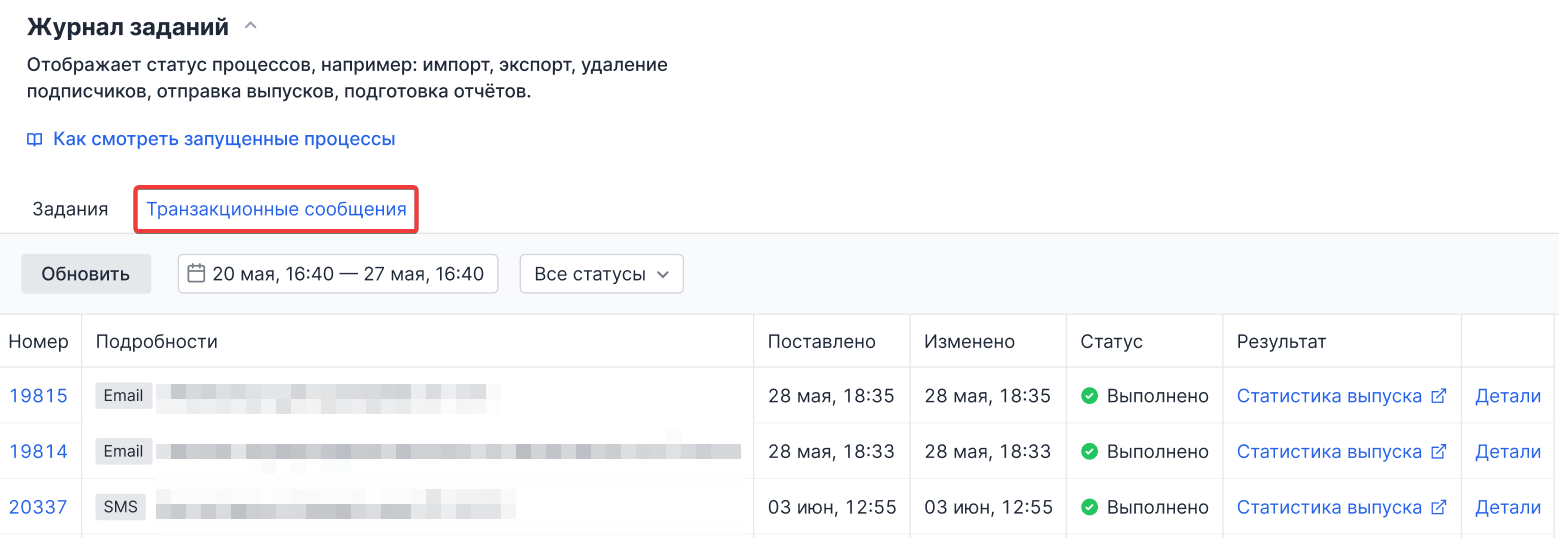 Журнал заданий
Отображает статус процессов, например: импорт, экспорт, удаление
подписчиков, отправка выпусков, подготовка отчётов.
Как смотреть запущенные процессы
Задания Транзакционные сообщения
Обновить 20 мая, 16:40 — 27 мая, 16:40 Все статусы
Номер Подробности Поставлено Изменено Статус Результат
19815 Email 28 мая, 18:35 28 мая, 18:35 Выполнено Статистика выпуска Детали
19814 Email 28 мая, 18:33 28 мая, 18:33 Выполнено Статистика выпуска Детали
20337 SMS 03 июн, 12:55 03 июн, 12:55 Выполнено Статистика выпуска Детали